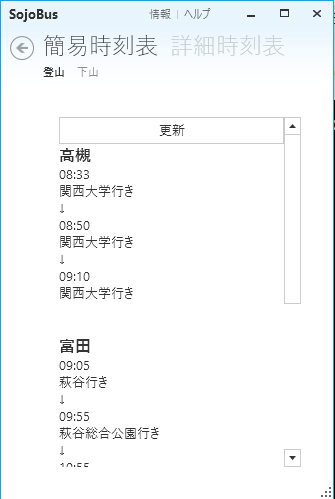 SojoBus
情報 | ヘルプ
簡易時刻表 詳細時刻表
登山 下山
更新
高槻
08:33
関西大学行き
↓
08:50
関西大学行き
↓
09:10
関西大学行き
富田
09:05
萩谷行き
↓
09:55
萩谷総合公園行き
↓
10:55